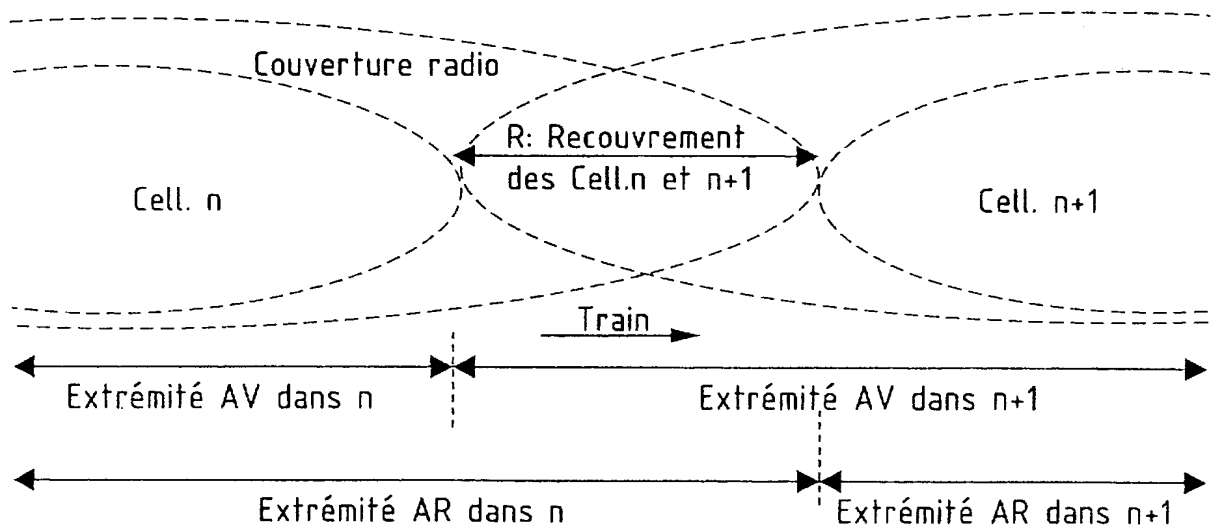 Couverture radio
R: Recouvrement
des Cell.n et n+1
Cell. n
Cell. n+1
Train
Extrémité AV dans n
Extrémité AV dans n+1
Extrémité AR dans n
Extrémité AR dans n+1